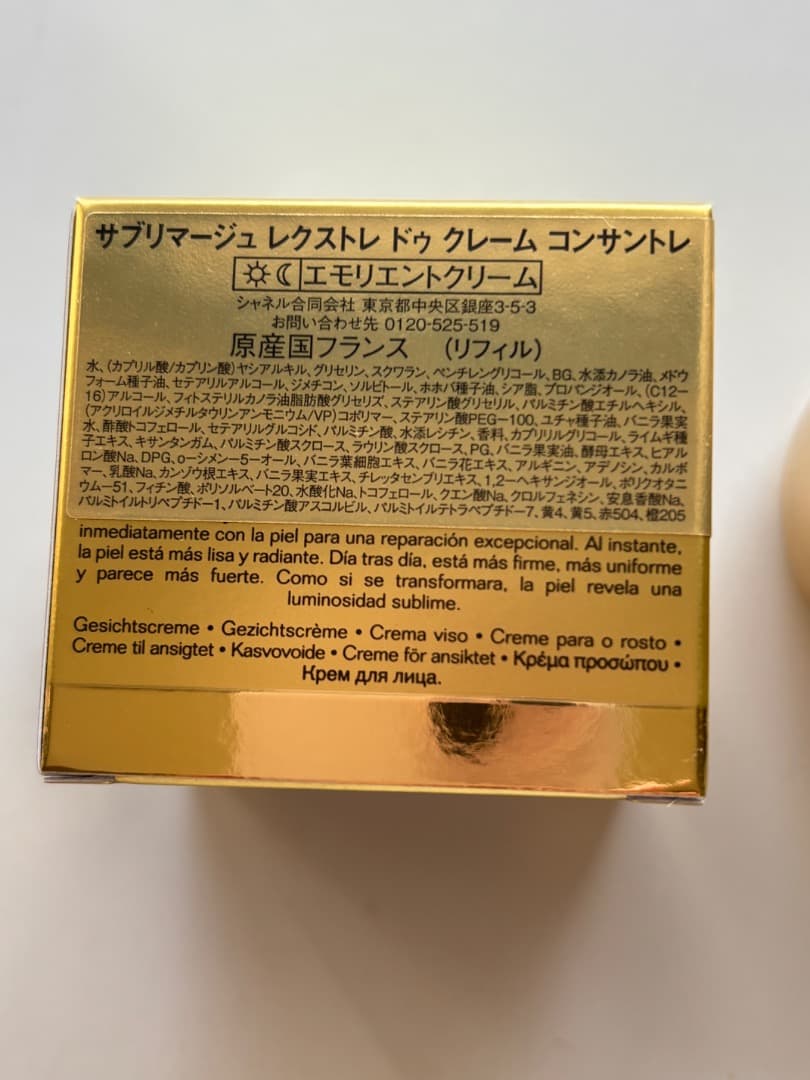 サブリマージュ レクストレ ドゥ クレーム コンサントレ
エモリエントクリーム
シャネル合同会社 東京都中央区銀座3-5-3
お問い合わせ先 0120-525-519
原産国フランス （リフィル）
水、(カプリル酸/カプリン酸)ヤシアルキル、グリセリン、スクワラン、ペンチレングリコール、BG、水添カノラ油、メドウ
フォーム種子油、セテアリルアルコール、ジメチコン、ソルビトール、ホホバ種子油、シア脂、プロパンジオール、(C12-
16)アルコール、フィトステリルカノラ油脂肪酸グリセリズ、ステアリン酸グリセリル、パルミチン酸エチルヘキシル、
(アクリロイルジメチルタウリンアンモニウム/VP)コポリマー、ステアリン酸PEG-100、ユチャ種子油、バニラ果実
水、酢酸トコフェロール、セテアリルグルコシド、パルミチン酸、水添レシチン、香料、カプリリルグリコール、ライムギ種
子エキス、キサンタンガム、パルミチン酸スクロース、ラウリン酸スクロース、PG、バニラ果実油、酵母エキス、ヒアル
ロン酸Na、DPG、o-シメン-5-オール、バニラ葉細胞エキス、バニラ花エキス、アルギニン、アデノシン、カルボ
マー、乳酸Na、カンゾウ根エキス、バニラ果実エキス、チレッタセンブリエキス、1,2-ヘキサンジオール、ポリクオタニ
ウム-51、フィチン酸、ポリソルベート20、水酸化Na、トコフェロール、クエン酸Na、クロルフェネシン、安息香酸Na、
パルミトイルトリペプチド-1、パルミチン酸アスコルビル、パルミトイルテトラペプチド-7、黄4、黄5、赤504、橙205
inmediatamente con la piel para una reparación excepcional. Al instante,
la piel está más lisa y radiante. Día tras día, está más firme, más uniforme
y parece más fuerte. Como si se transformara, la piel revela una
luminosidad sublime.
Gesichtscreme • Gezichtscrème • Crema viso • Creme para o rosto •
Creme til ansigtet • Kasvovoide • Creme för ansiktet • Κρέμα προσώπου •
Крем для лица.